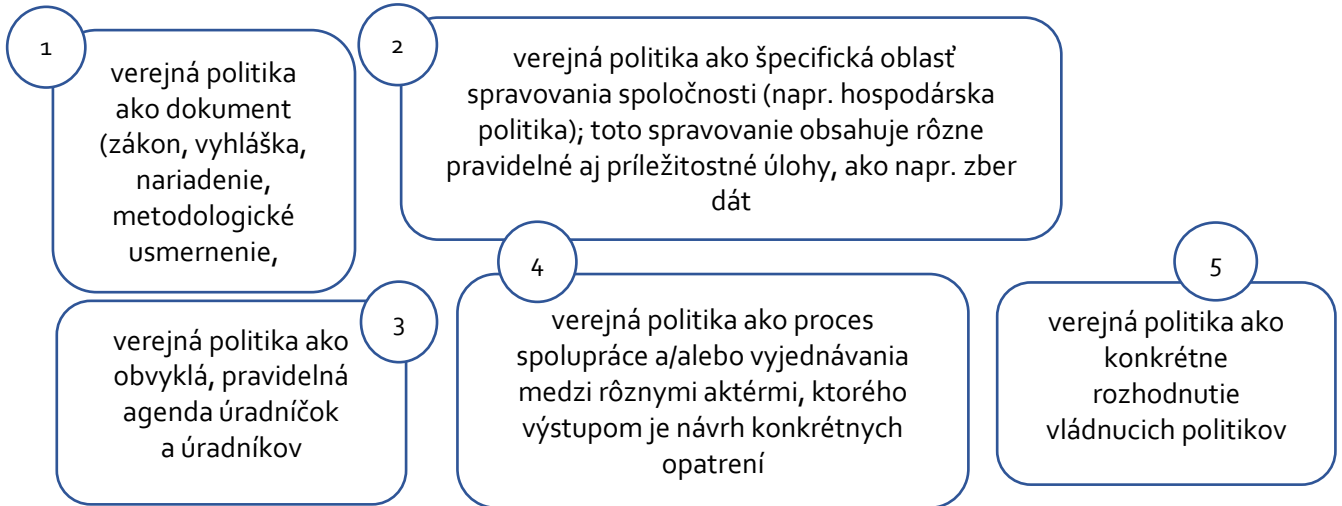 1
verejná politika
ako dokument
(zákon, vyhláška,
nariadenie,
metodologické
usmernenie,
2
verejná politika ako špecifická oblasť
spravovania spoločnosti (napr. hospodárska
politika); toto spravovanie obsahuje rôzne
pravidelné aj príležitostné úlohy, ako napr. zber
dát
3
verejná politika ako
obvyklá, pravidelná
agenda úradníčok
a úradníkov
4
verejná politika ako proces
spolupráce a/alebo vyjednávania
medzi rôznymi aktérmi, ktorého
výstupom je návrh konkrétnych
opatrení
5
verejná politika ako
konkrétne
rozhodnutie
vládnucich politikov